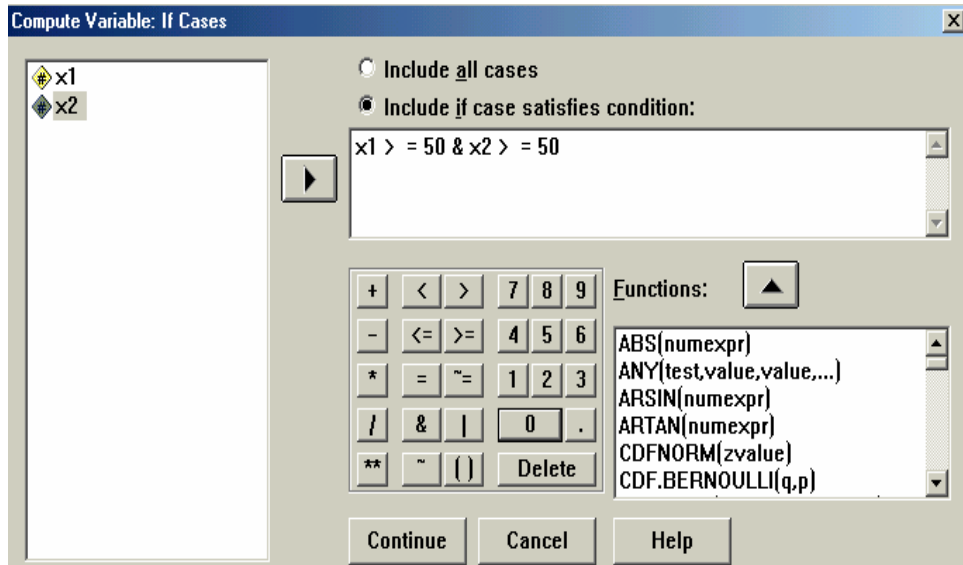 Compute Variable: If Cases
x1
x2
Include all cases
Include if case satisfies condition:
x1 > = 50 & x2 > = 50
+ < > 7 8 9
- <= >= 4 5 6
* = ~= 1 2 3
/ & | 0 .
** ~ ( ) Delete
Functions:
ABS(numexpr)
ANY(test,value,value,...)
ARSIN(numexpr)
ARTAN(numexpr)
CDFNORM(zvalue)
CDF.BERNOULLI(q,p)
Continue Cancel Help